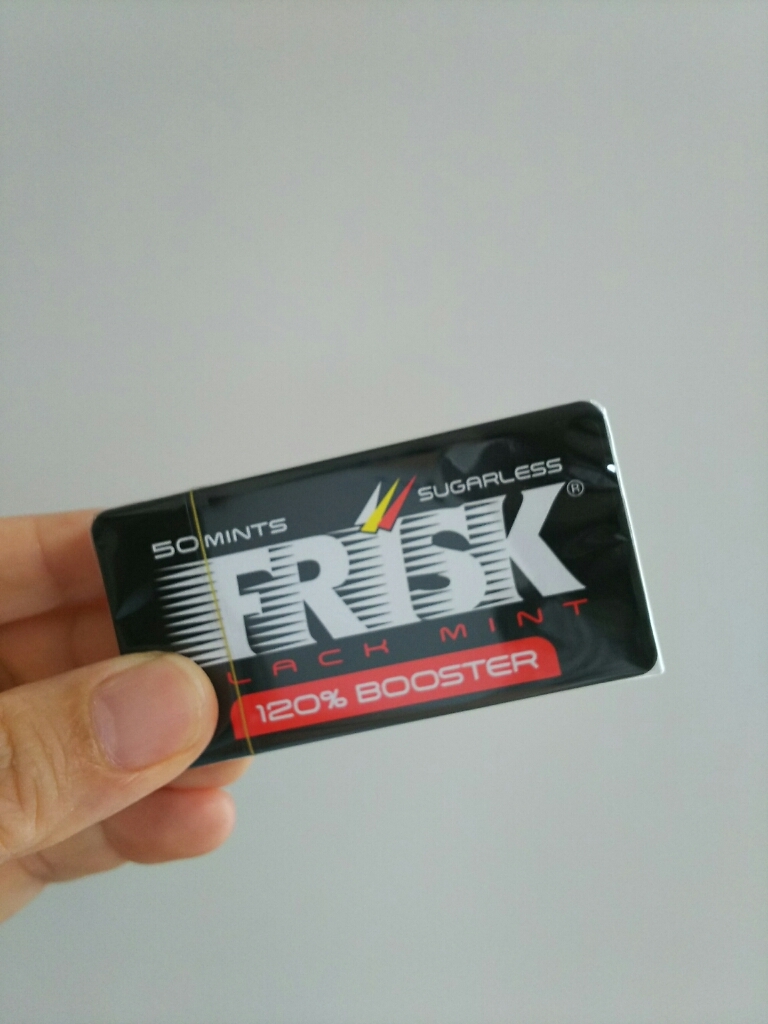 50 MINTS SUGARLESS
FRISK®
LACK MINT
120% BOOSTER